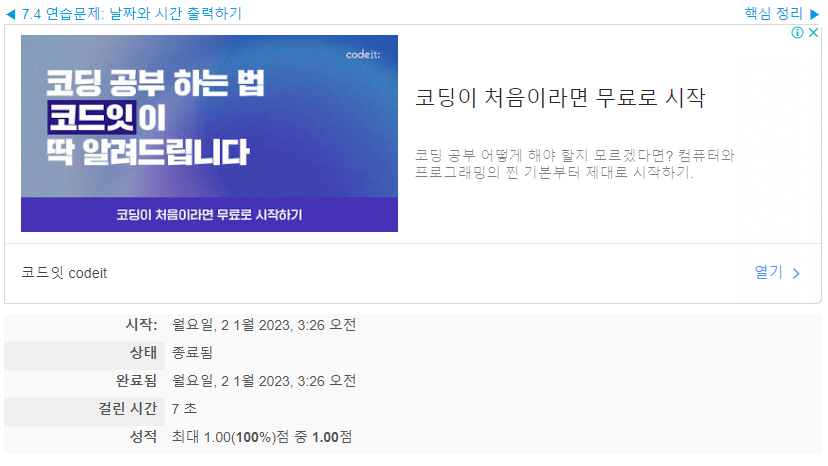 ◀ 7.4 연습문제: 날짜와 시간 출력하기
핵심 정리 ▶
codeit:
코딩 공부 하는 법
코드잇이
딱 알려드립니다
코딩이 처음이라면 무료로 시작하기
코딩이 처음이라면 무료로 시작
코딩 공부 어떻게 해야 할지 모르겠다면? 컴퓨터와
프로그래밍의 찐 기본부터 제대로 시작하기.
코드잇 codeit
열기 >
시작: 월요일, 2 1월 2023, 3:26 오전
상태 종료됨
완료됨 월요일, 2 1월 2023, 3:26 오전
걸린 시간 7 초
성적 최대 1.00(100%)점 중 1.00점